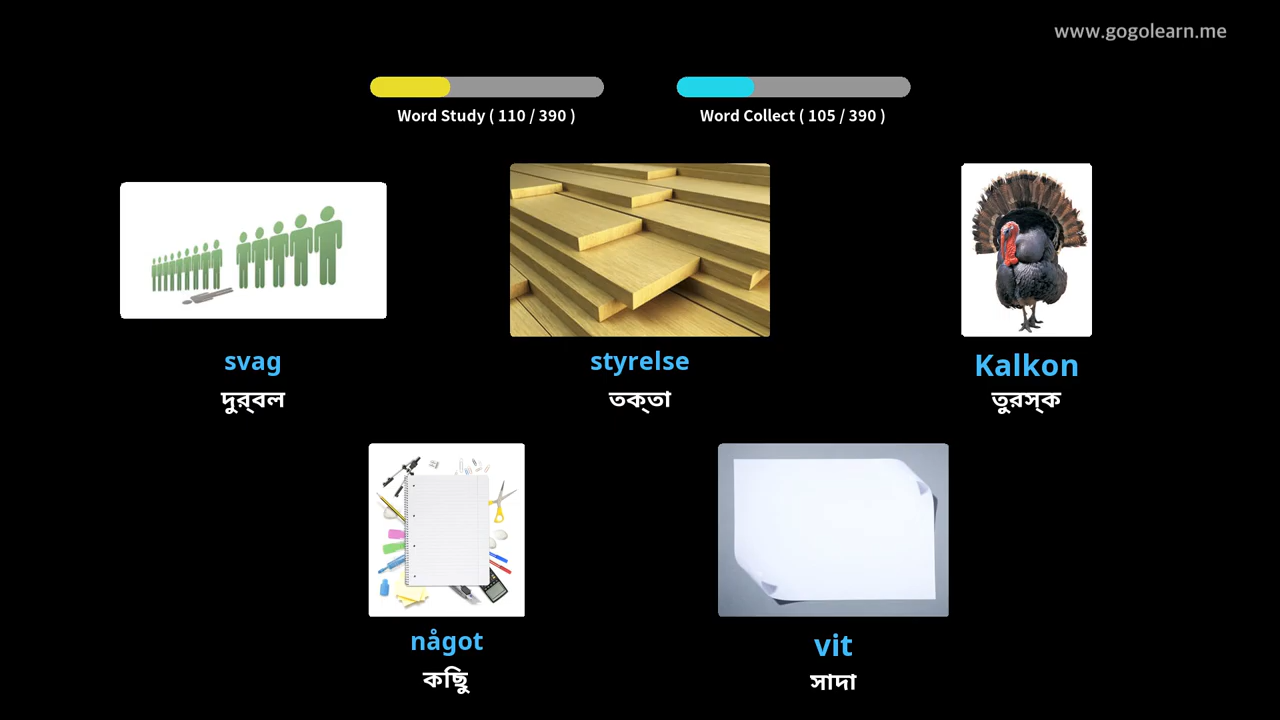 www.gogolearn.me
Word Study ( 110 / 390 )
Word Collect ( 105 / 390 )
svag
দুর্বল
styrelse
তক্তা
Kalkon
তুরস্ক
något
কছিু
vit
সাদা